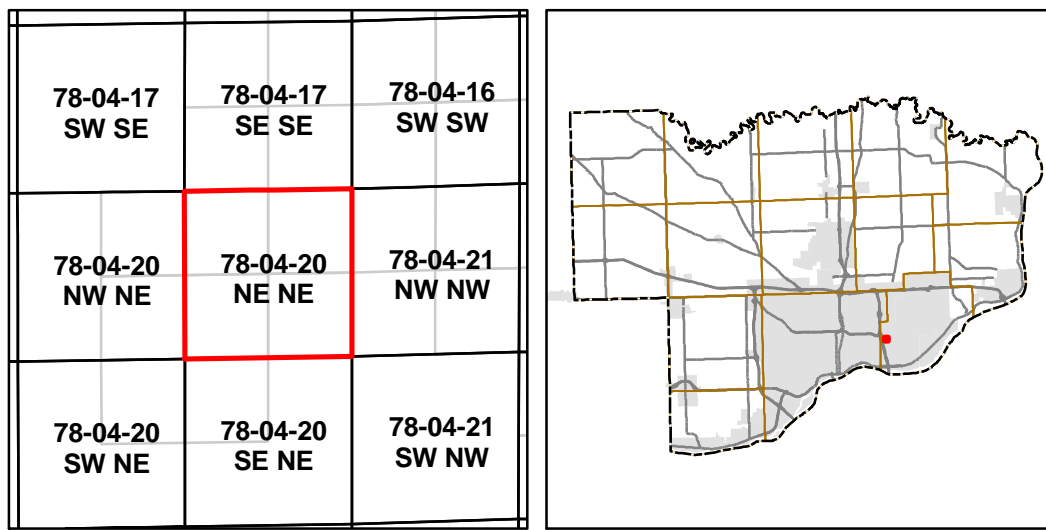 78-04-17
SW SE
78-04-17
SE SE
78-04-16
SW SW
78-04-20
NW NE
78-04-20
NE NE
78-04-21
NW NW
78-04-20
SW NE
78-04-20
SE NE
78-04-21
SW NW